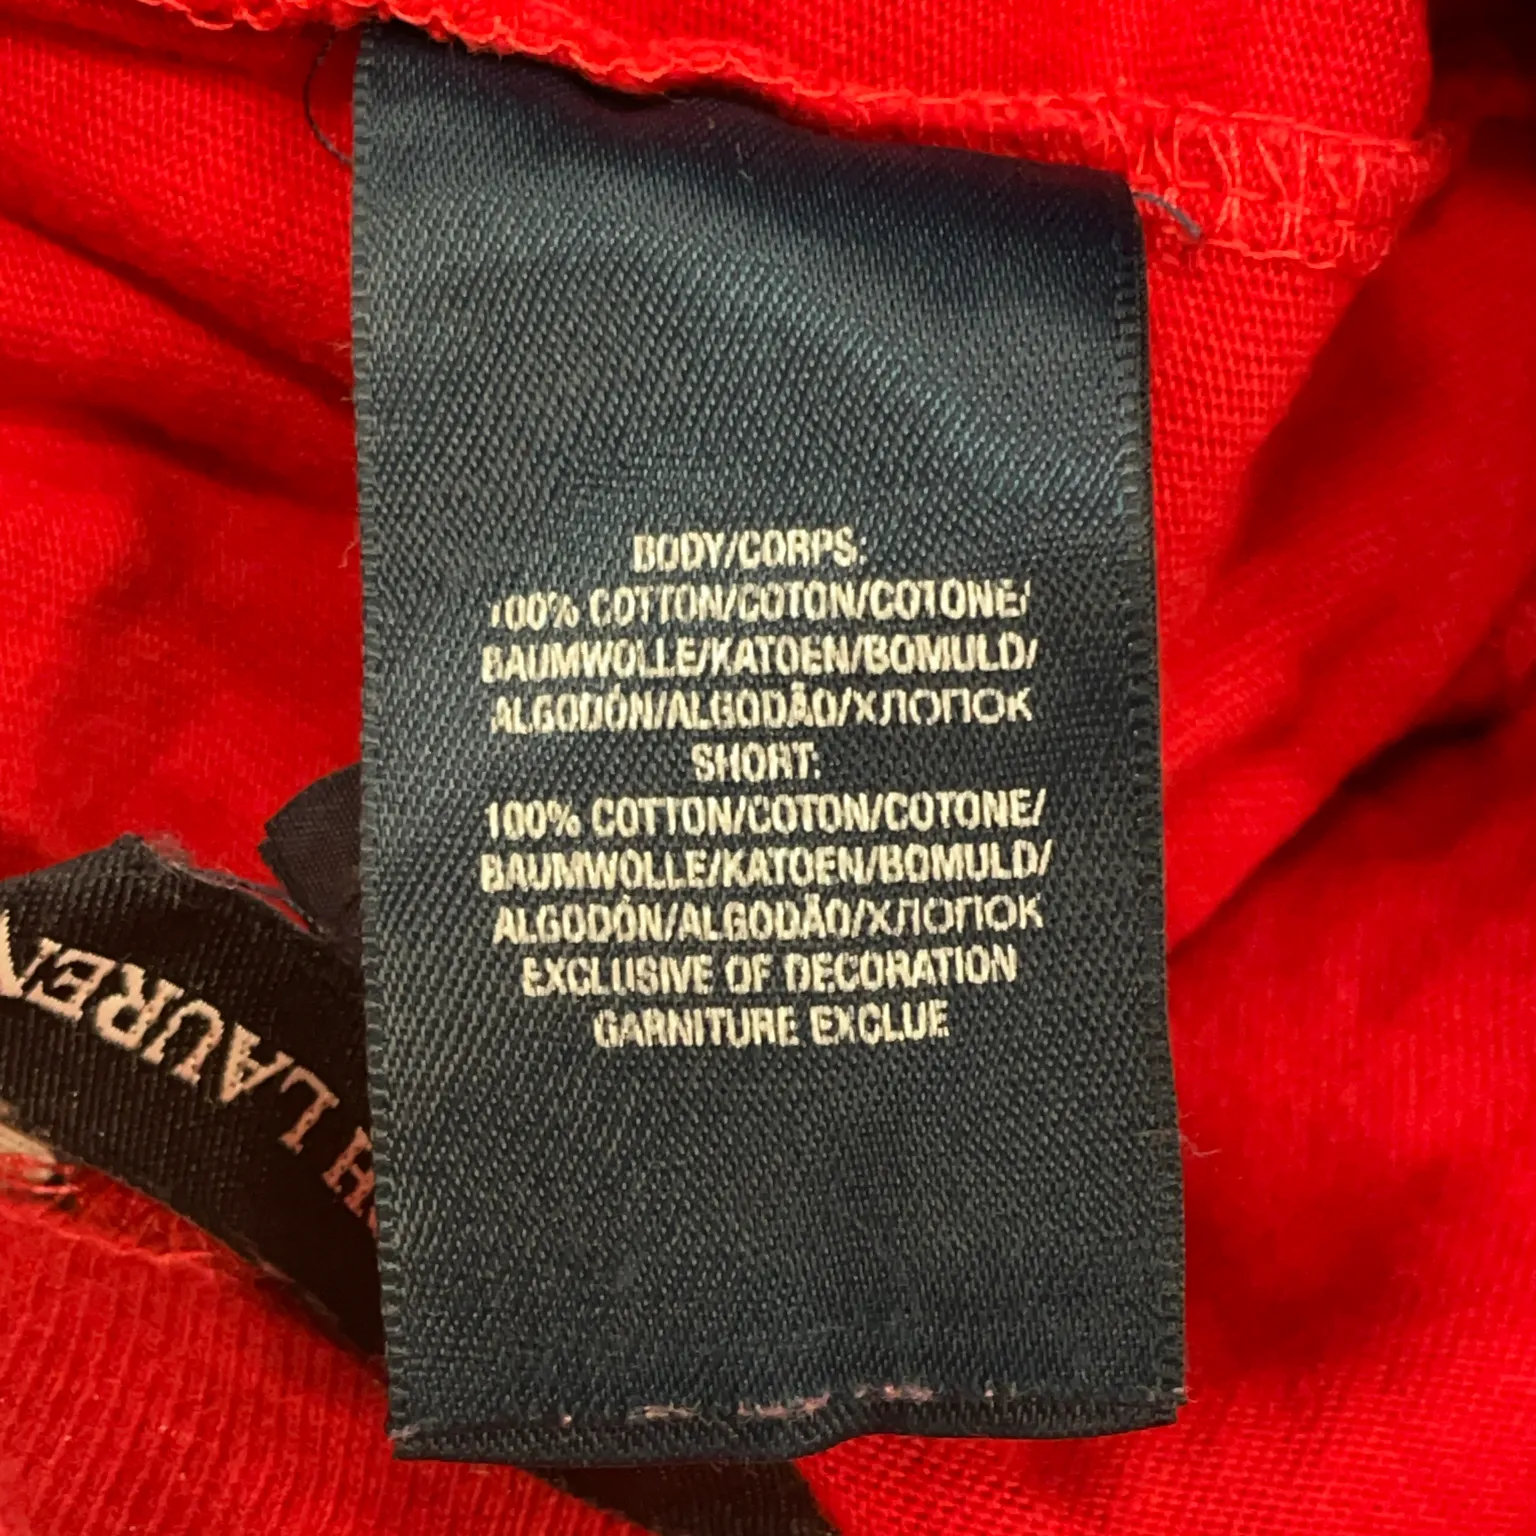 BODY/CORPS:
100% COTTON/COTON/COTONE/
BAUMWOLLE/KATOEN/BOMULD/
ALGODÓN/ALGODÃO/ХЛОПОК
SHORT:
100% COTTON/COTON/COTONE/
BAUMWOLLE/KATOEN/BOMULD/
ALGODÓN/ALGODÃO/ХЛОПОК
EXCLUSIVE OF DECORATION
GARNITURE EXCLUE
H LAUREN